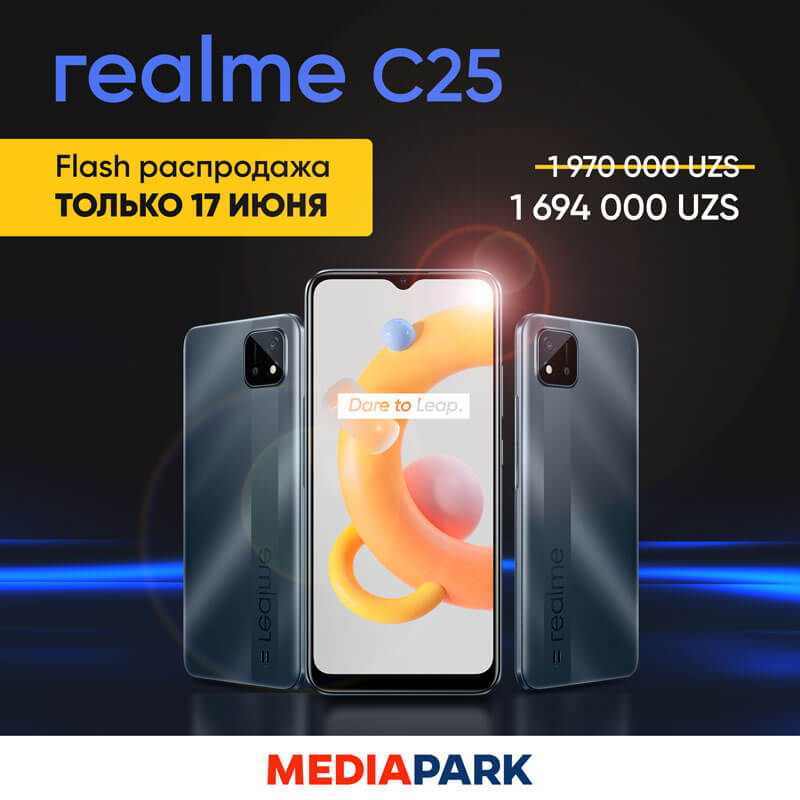 realme C25
Flash распродажа
ТОЛЬКО 17 ИЮНЯ
1 970 000 UZS
1 694 000 UZS
Dare to Leap.
realme
realme
MEDIAPARK